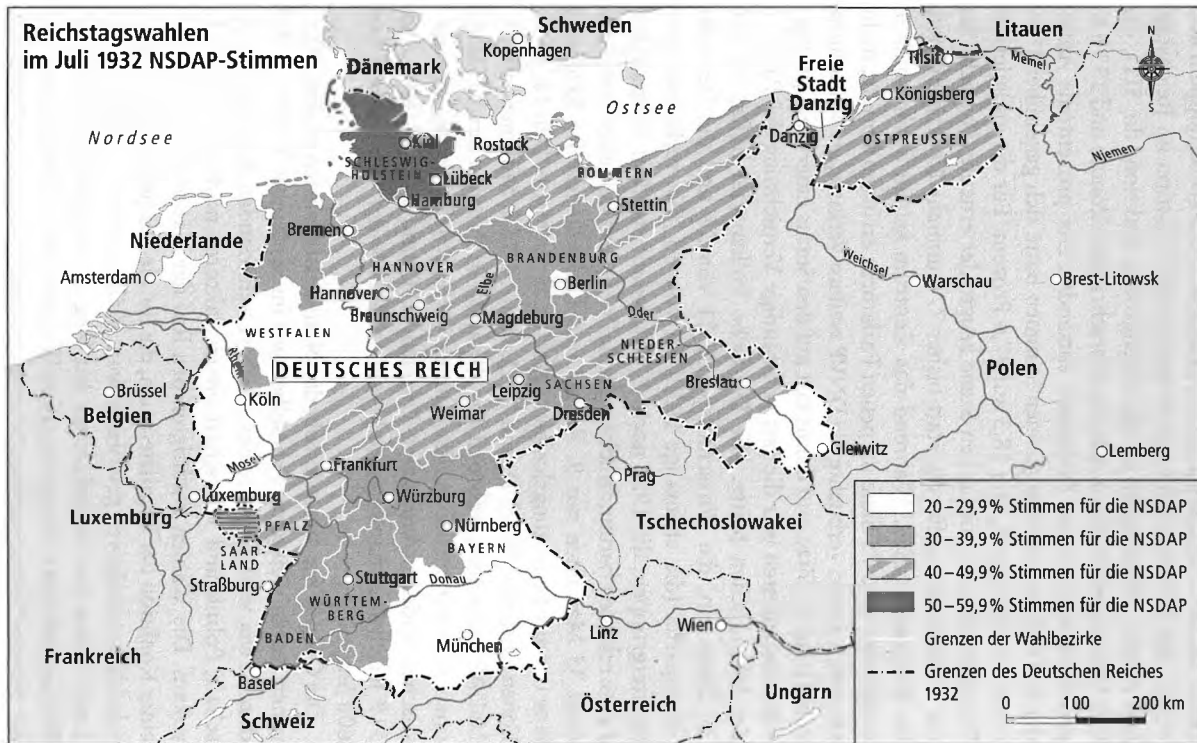 Reichstagswahlen
im Juli 1932 NSDAP-Stimmen
Schweden
Kopenhagen
Dänemark
Litauen
Tilsit
Memel
N
S
Freie
Stadt
Danzig
Königsberg
Nordsee
Ostsee
Danzig
OSTPREUSSEN
Njemen
Kiel
SCHLESWIG-
HOLSTEIN
Rostock
Lübeck
POMMERN
Hamburg
Stettin
Bremen
Niederlande
Amsterdam
HANNOVER
BRANDENBURG
Elbe
Berlin
Weichsel
Warschau
Brest-Litowsk
Hannover
Braunschweig
Magdeburg
Oder
WESTFALEN
NIEDER-
SCHLESIEN
Rhein
DEUTSCHES REICH
Polen
Brüssel
Belgien
Köln
Leipzig
SACHSEN
Breslau
Weimar
Dresden
Gleiwitz
Lemberg
Mosel
Frankfurt
Prag
Luxemburg
Luxemburg
Würzburg
PFALZ
Nürnberg
Tschechoslowakei
SAAR-
LAND
BAYERN
Straßburg
Stuttgart
Donau
WÜRTTEM-
BERG
BADEN
München
Linz
Wien
Frankreich
Basel
Schweiz
Österreich
Ungarn
20–29,9% Stimmen für die NSDAP
30–39,9% Stimmen für die NSDAP
40–49,9% Stimmen für die NSDAP
50–59,9% Stimmen für die NSDAP
Grenzen der Wahlbezirke
Grenzen des Deutschen Reiches
1932
0 100 200 km